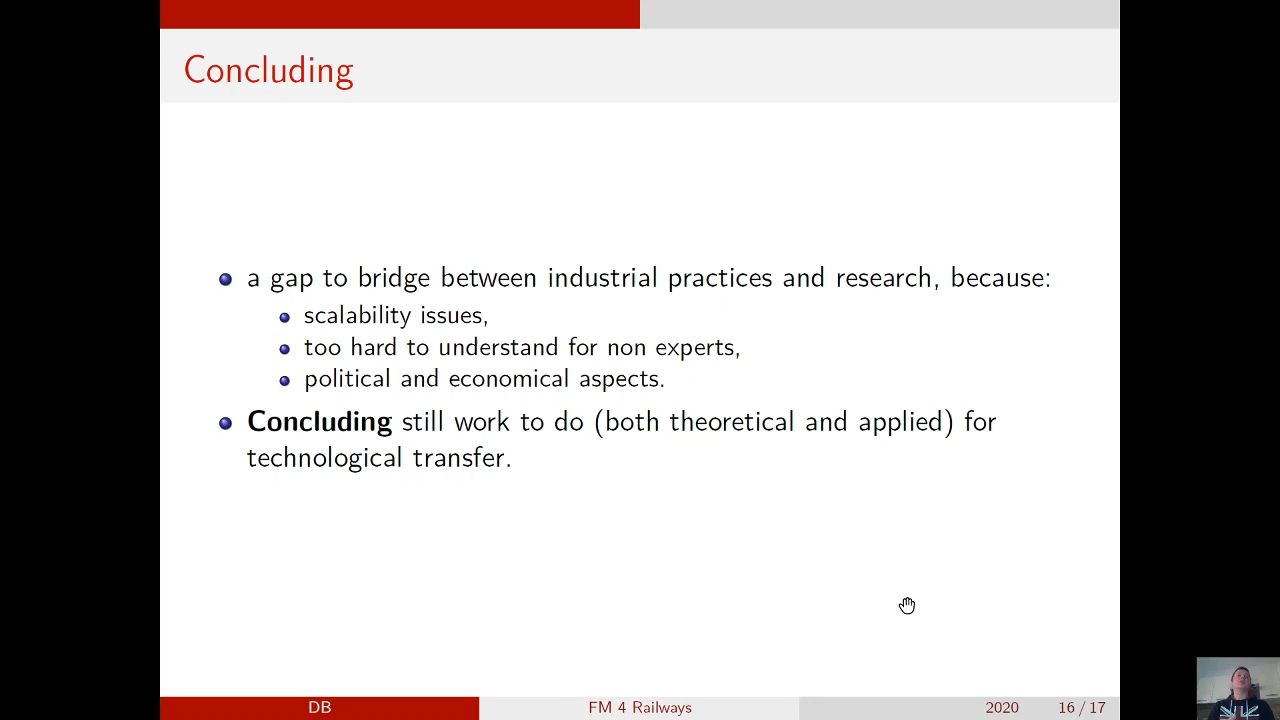 Concluding
a gap to bridge between industrial practices and research, because:
scalability issues,
too hard to understand for non experts,
political and economical aspects.
Concluding still work to do (both theoretical and applied) for
technological transfer.
DB FM 4 Railways 2020 16 / 17